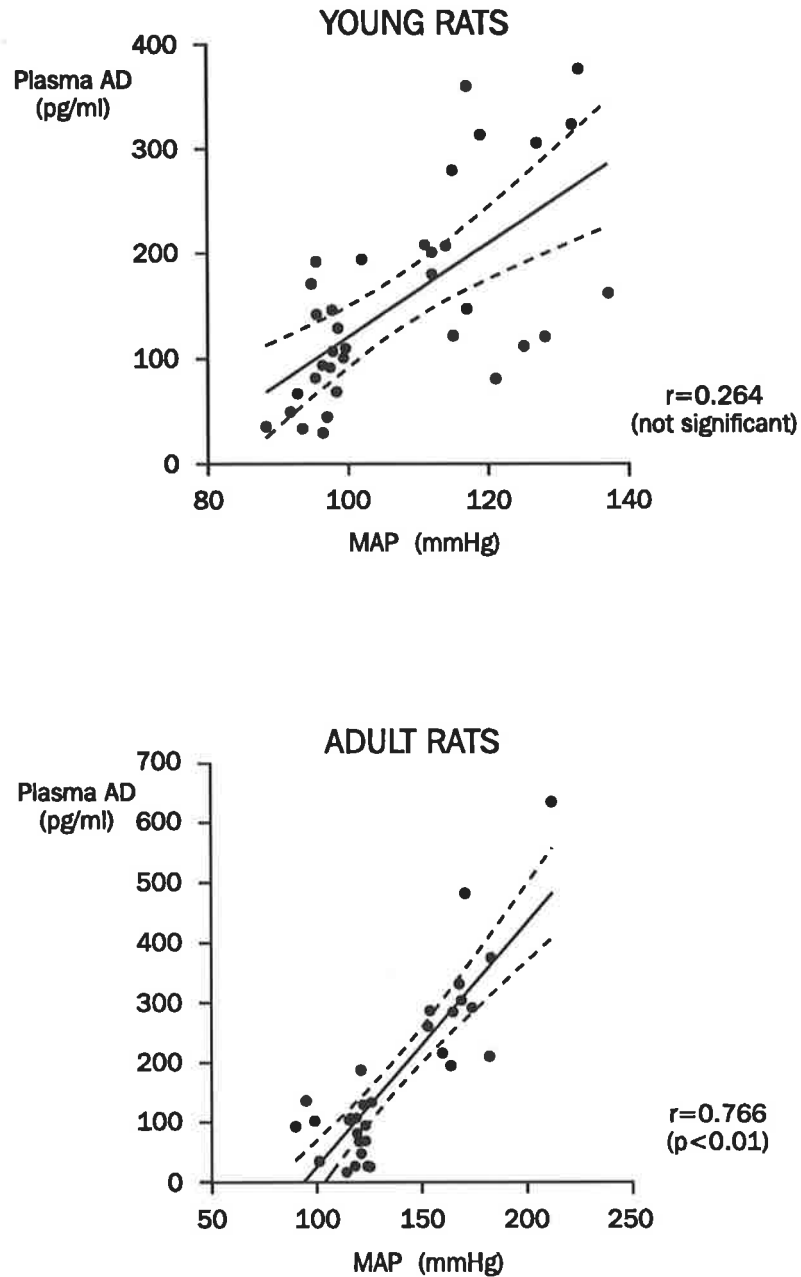 YOUNG RATS
400
Plasma AD
(pg/ml)
300
200
100
0
r=0.264
(not significant)
80
100
120
140
MAP (mmHg)
ADULT RATS
700
Plasma AD
(pg/ml)
600
500
400
300
200
100
0
r=0.766
(p<0.01)
50
100
150
200
250
MAP (mmHg)